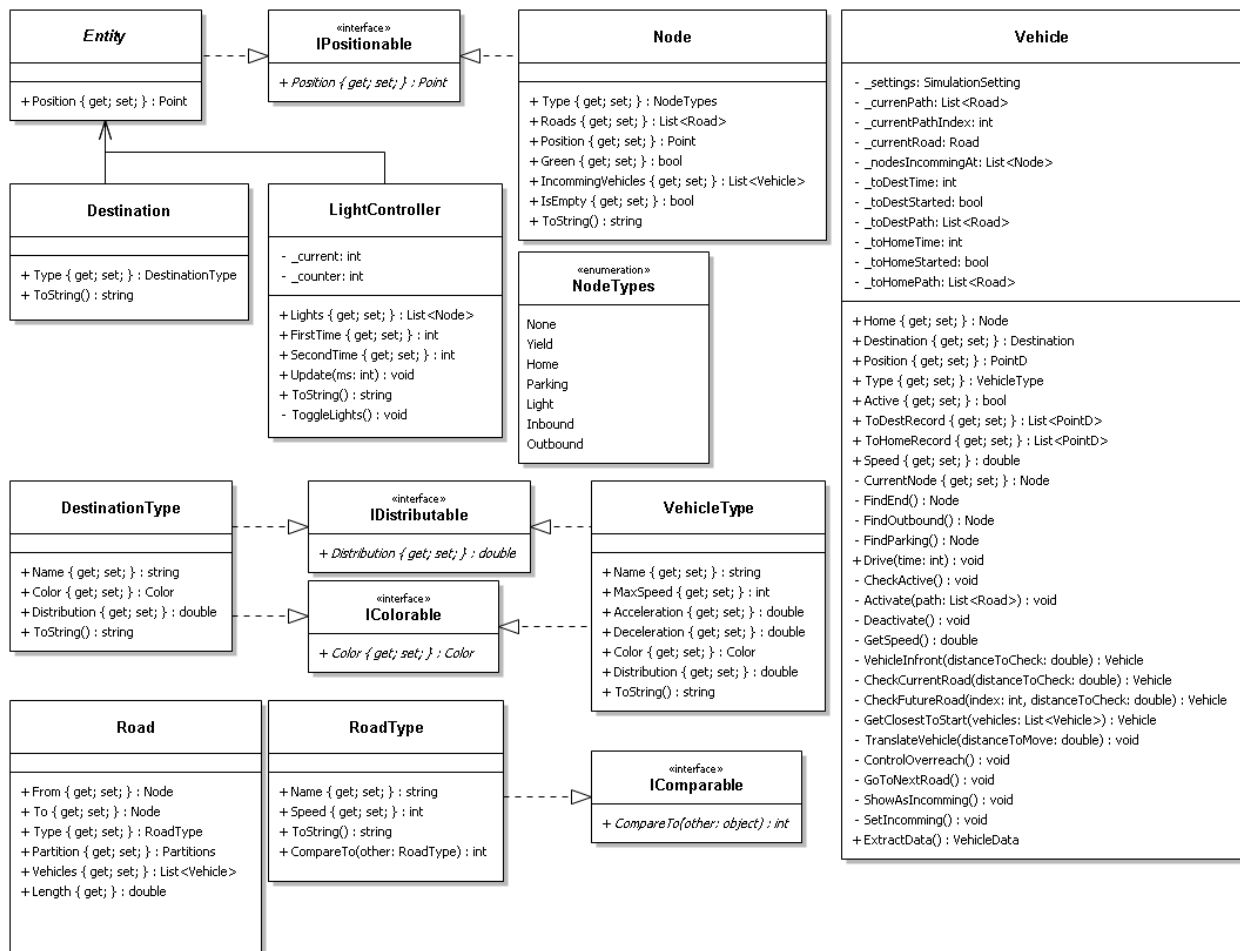 Entity
+ Position { get; set; } : Point
«interface»
IPositionable
+ Position { get; set; } : Point
Node
+ Type { get; set; } : NodeTypes
+ Roads { get; set; } : List<Road>
+ Position { get; set; } : Point
+ Green { get; set; } : bool
+ IncommingVehicles { get; set; } : List<Vehicle>
+ IsEmpty { get; set; } : bool
+ ToString() : string
Vehicle
- _settings: SimulationSetting
- _currenPath: List<Road>
- _currentPathIndex: int
- _currentRoad: Road
- _nodesIncommingAt: List<Node>
- _toDestTime: int
- _toDestStarted: bool
- _toDestPath: List<Road>
- _toHomeTime: int
- _toHomeStarted: bool
- _toHomePath: List<Road>
+ Home { get; set; } : Node
+ Destination { get; set; } : Destination
+ Position { get; set; } : PointD
+ Type { get; set; } : VehicleType
+ Active { get; set; } : bool
+ ToDestRecord { get; set; } : List<PointD>
+ ToHomeRecord { get; set; } : List<PointD>
+ Speed { get; set; } : double
- CurrentNode { get; set; } : Node
- FindEnd() : Node
- FindOutbound() : Node
- FindParking() : Node
+ Drive(time: int) : void
- CheckActive() : void
- Activate(path: List<Road>) : void
- Deactivate() : void
- GetSpeed() : double
- VehicleInfront(distanceToCheck: double) : Vehicle
- CheckCurrentRoad(distanceToCheck: double) : Vehicle
- CheckFutureRoad(index: int, distanceToCheck: double) : Vehicle
- GetClosestToStart(vehicles: List<Vehicle>) : Vehicle
- TranslateVehicle(distanceToMove: double) : void
- ControlOverreach() : void
- GoToNextRoad() : void
- ShowAsIncomming() : void
- SetIncomming() : void
+ ExtractData() : VehicleData
Destination
+ Type { get; set; } : DestinationType
+ ToString() : string
LightController
- _current: int
- _counter: int
+ Lights { get; set; } : List<Node>
+ FirstTime { get; set; } : int
+ SecondTime { get; set; } : int
+ Update(ms: int) : void
+ ToString() : string
- ToggleLights() : void
«enumeration»
NodeTypes
None
Yield
Home
Parking
Light
Inbound
Outbound
DestinationType
+ Name { get; set; } : string
+ Color { get; set; } : Color
+ Distribution { get; set; } : double
+ ToString() : string
«interface»
IDistributable
+ Distribution { get; set; } : double
«interface»
IColorable
+ Color { get; set; } : Color
VehicleType
+ Name { get; set; } : string
+ MaxSpeed { get; set; } : int
+ Acceleration { get; set; } : double
+ Deceleration { get; set; } : double
+ Color { get; set; } : Color
+ Distribution { get; set; } : double
+ ToString() : string
Road
+ From { get; set; } : Node
+ To { get; set; } : Node
+ Type { get; set; } : RoadType
+ Partition { get; set; } : Partitions
+ Vehicles { get; set; } : List<Vehicle>
+ Length { get; } : double
RoadType
+ Name { get; set; } : string
+ Speed { get; set; } : int
+ ToString() : string
+ CompareTo(other: RoadType) : int
«interface»
IComparable
+ CompareTo(other: object) : int